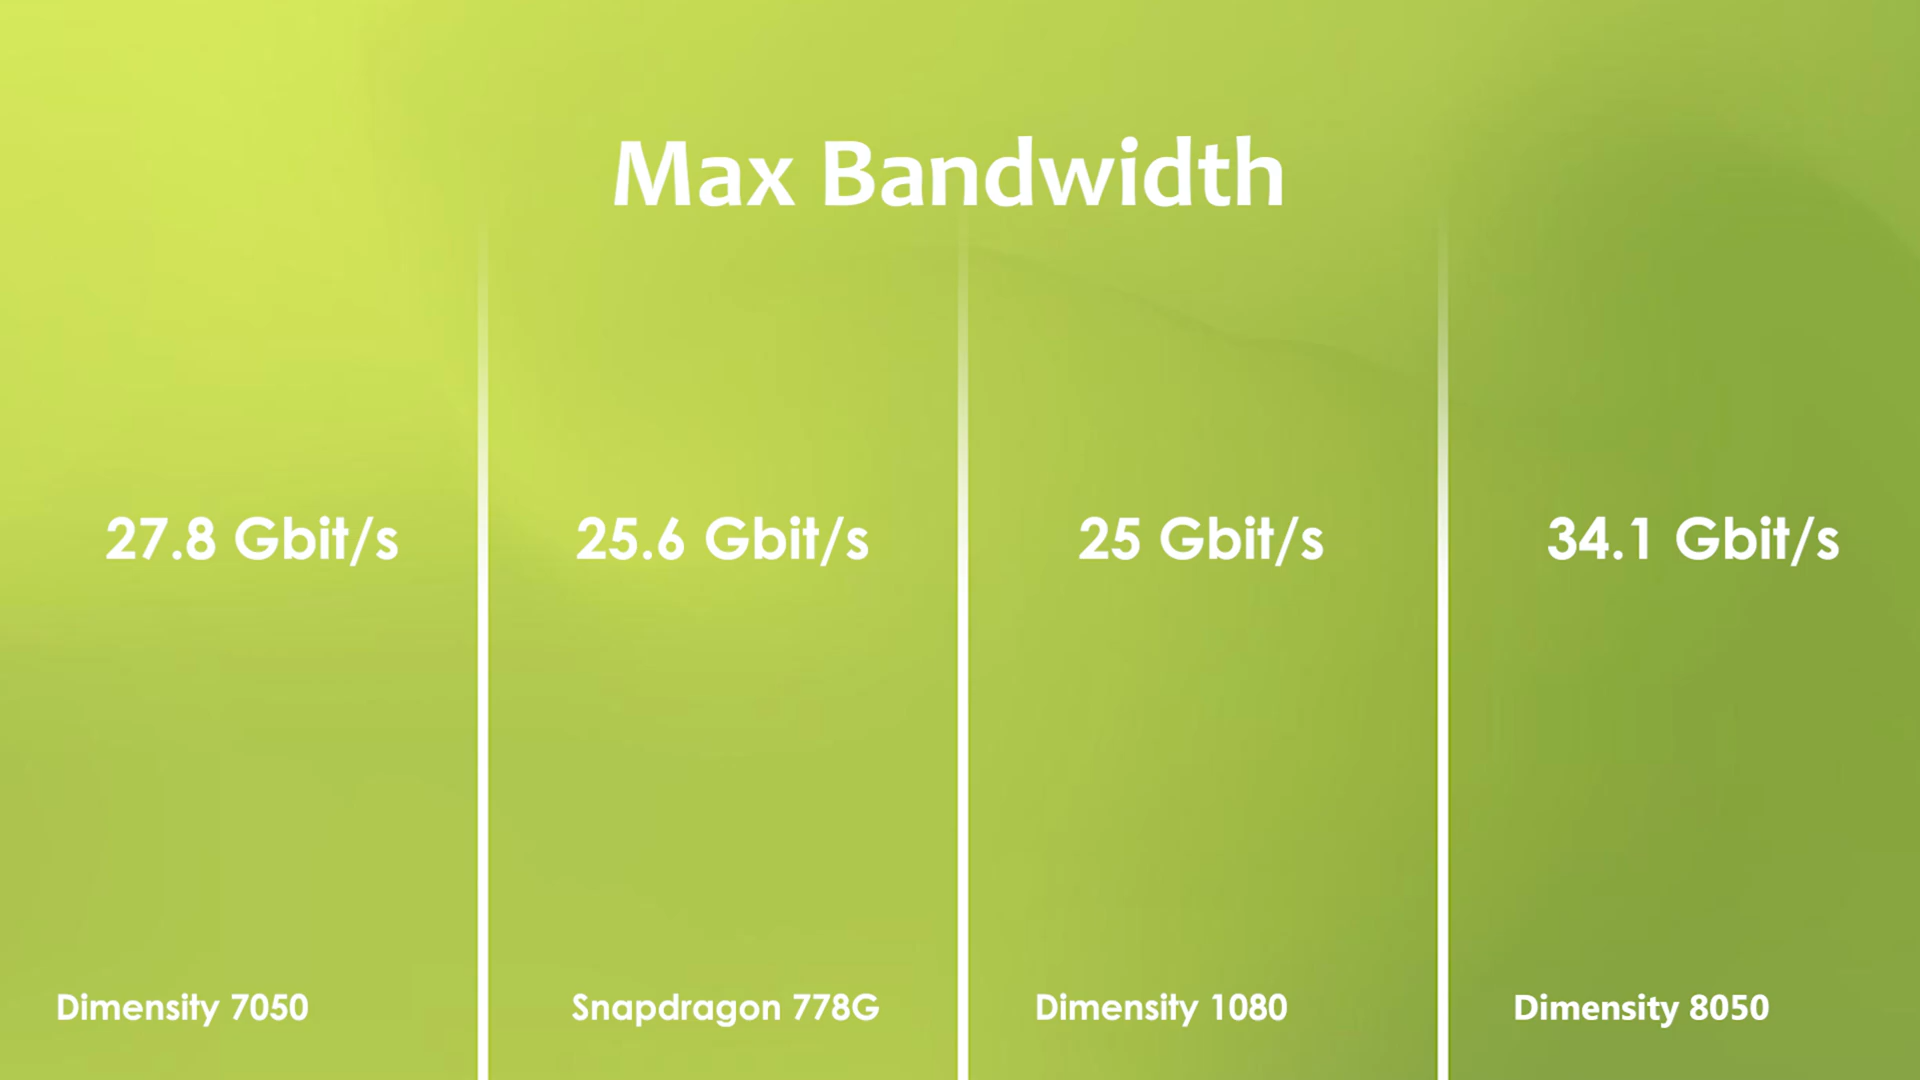 Max Bandwidth
27.8 Gbit/s
25.6 Gbit/s
25 Gbit/s
34.1 Gbit/s
Dimensity 7050
Snapdragon 778G
Dimensity 1080
Dimensity 8050